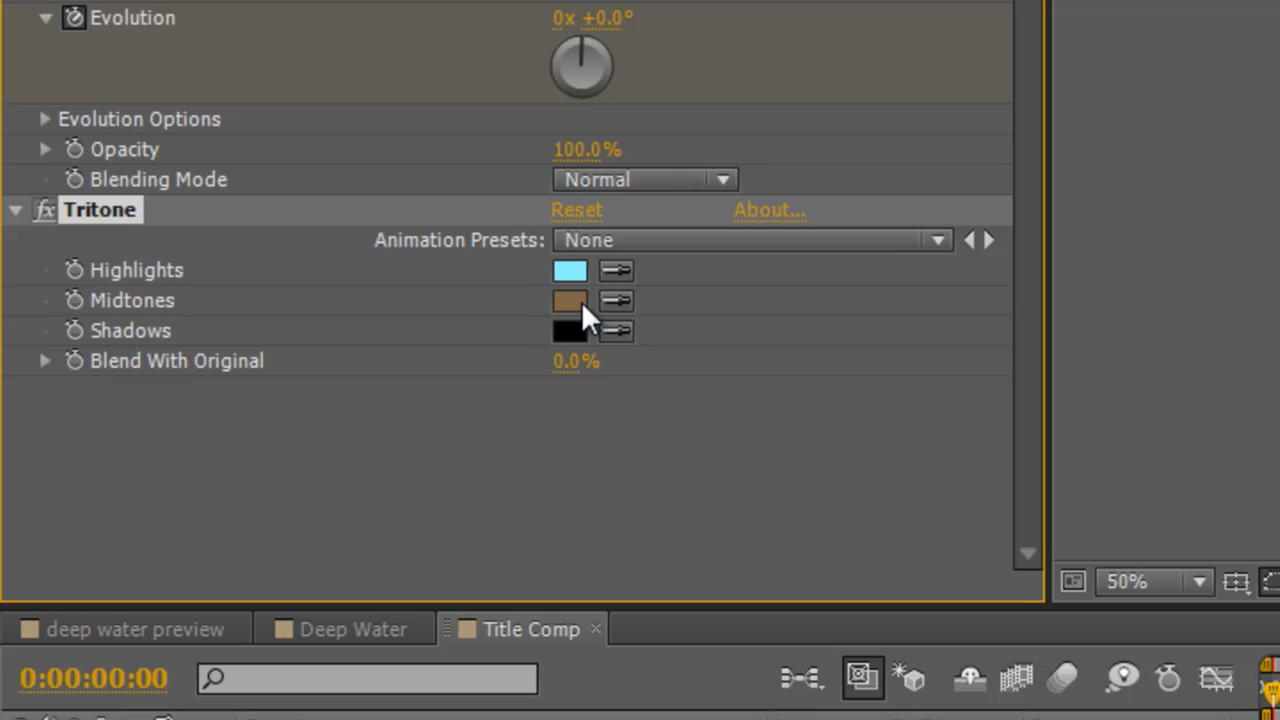 Evolution 0x +0.0°
Evolution Options
Opacity 100.0%
Blending Mode Normal
fx Tritone Reset About...
Animation Presets: None
Highlights
Midtones
Shadows
Blend With Original 0.0%
50%
deep water preview Deep Water Title Comp ×
0:00:00:00